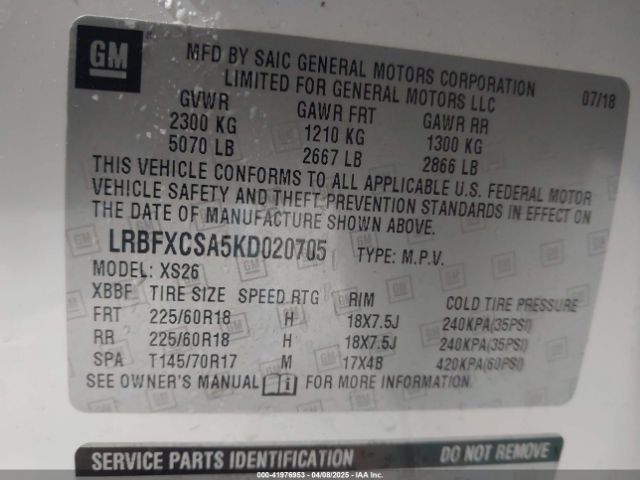 GM
MFD BY SAIC GENERAL MOTORS CORPORATION
LIMITED FOR GENERAL MOTORS LLC
07/18
GVWR GAWR FRT GAWR RR
2300 KG 1210 KG 1300 KG
5070 LB 2667 LB 2866 LB
THIS VEHICLE CONFORMS TO ALL APPLICABLE U.S. FEDERAL MOTOR
VEHICLE SAFETY AND THEFT PREVENTION STANDARDS IN EFFECT ON
THE DATE OF MANUFACTURE SHOWN ABOVE.
LRBFXCSA5KD020705 TYPE: M.P.V.
MODEL: XS26
XBBF TIRE SIZE SPEED RTG RIM COLD TIRE PRESSURE
FRT 225/60R18 H 18X7.5J 240KPA(35PSI)
RR 225/60R18 H 18X7.5J 240KPA(35PSI)
SPA T145/70R17 M 17X4B 420KPA(60PSI)
SEE OWNER'S MANUAL FOR MORE INFORMATION.
SERVICE PARTS IDENTIFICATION DO NOT REMOVE
000-41976953 - 04/08/2025 - IAAI.com